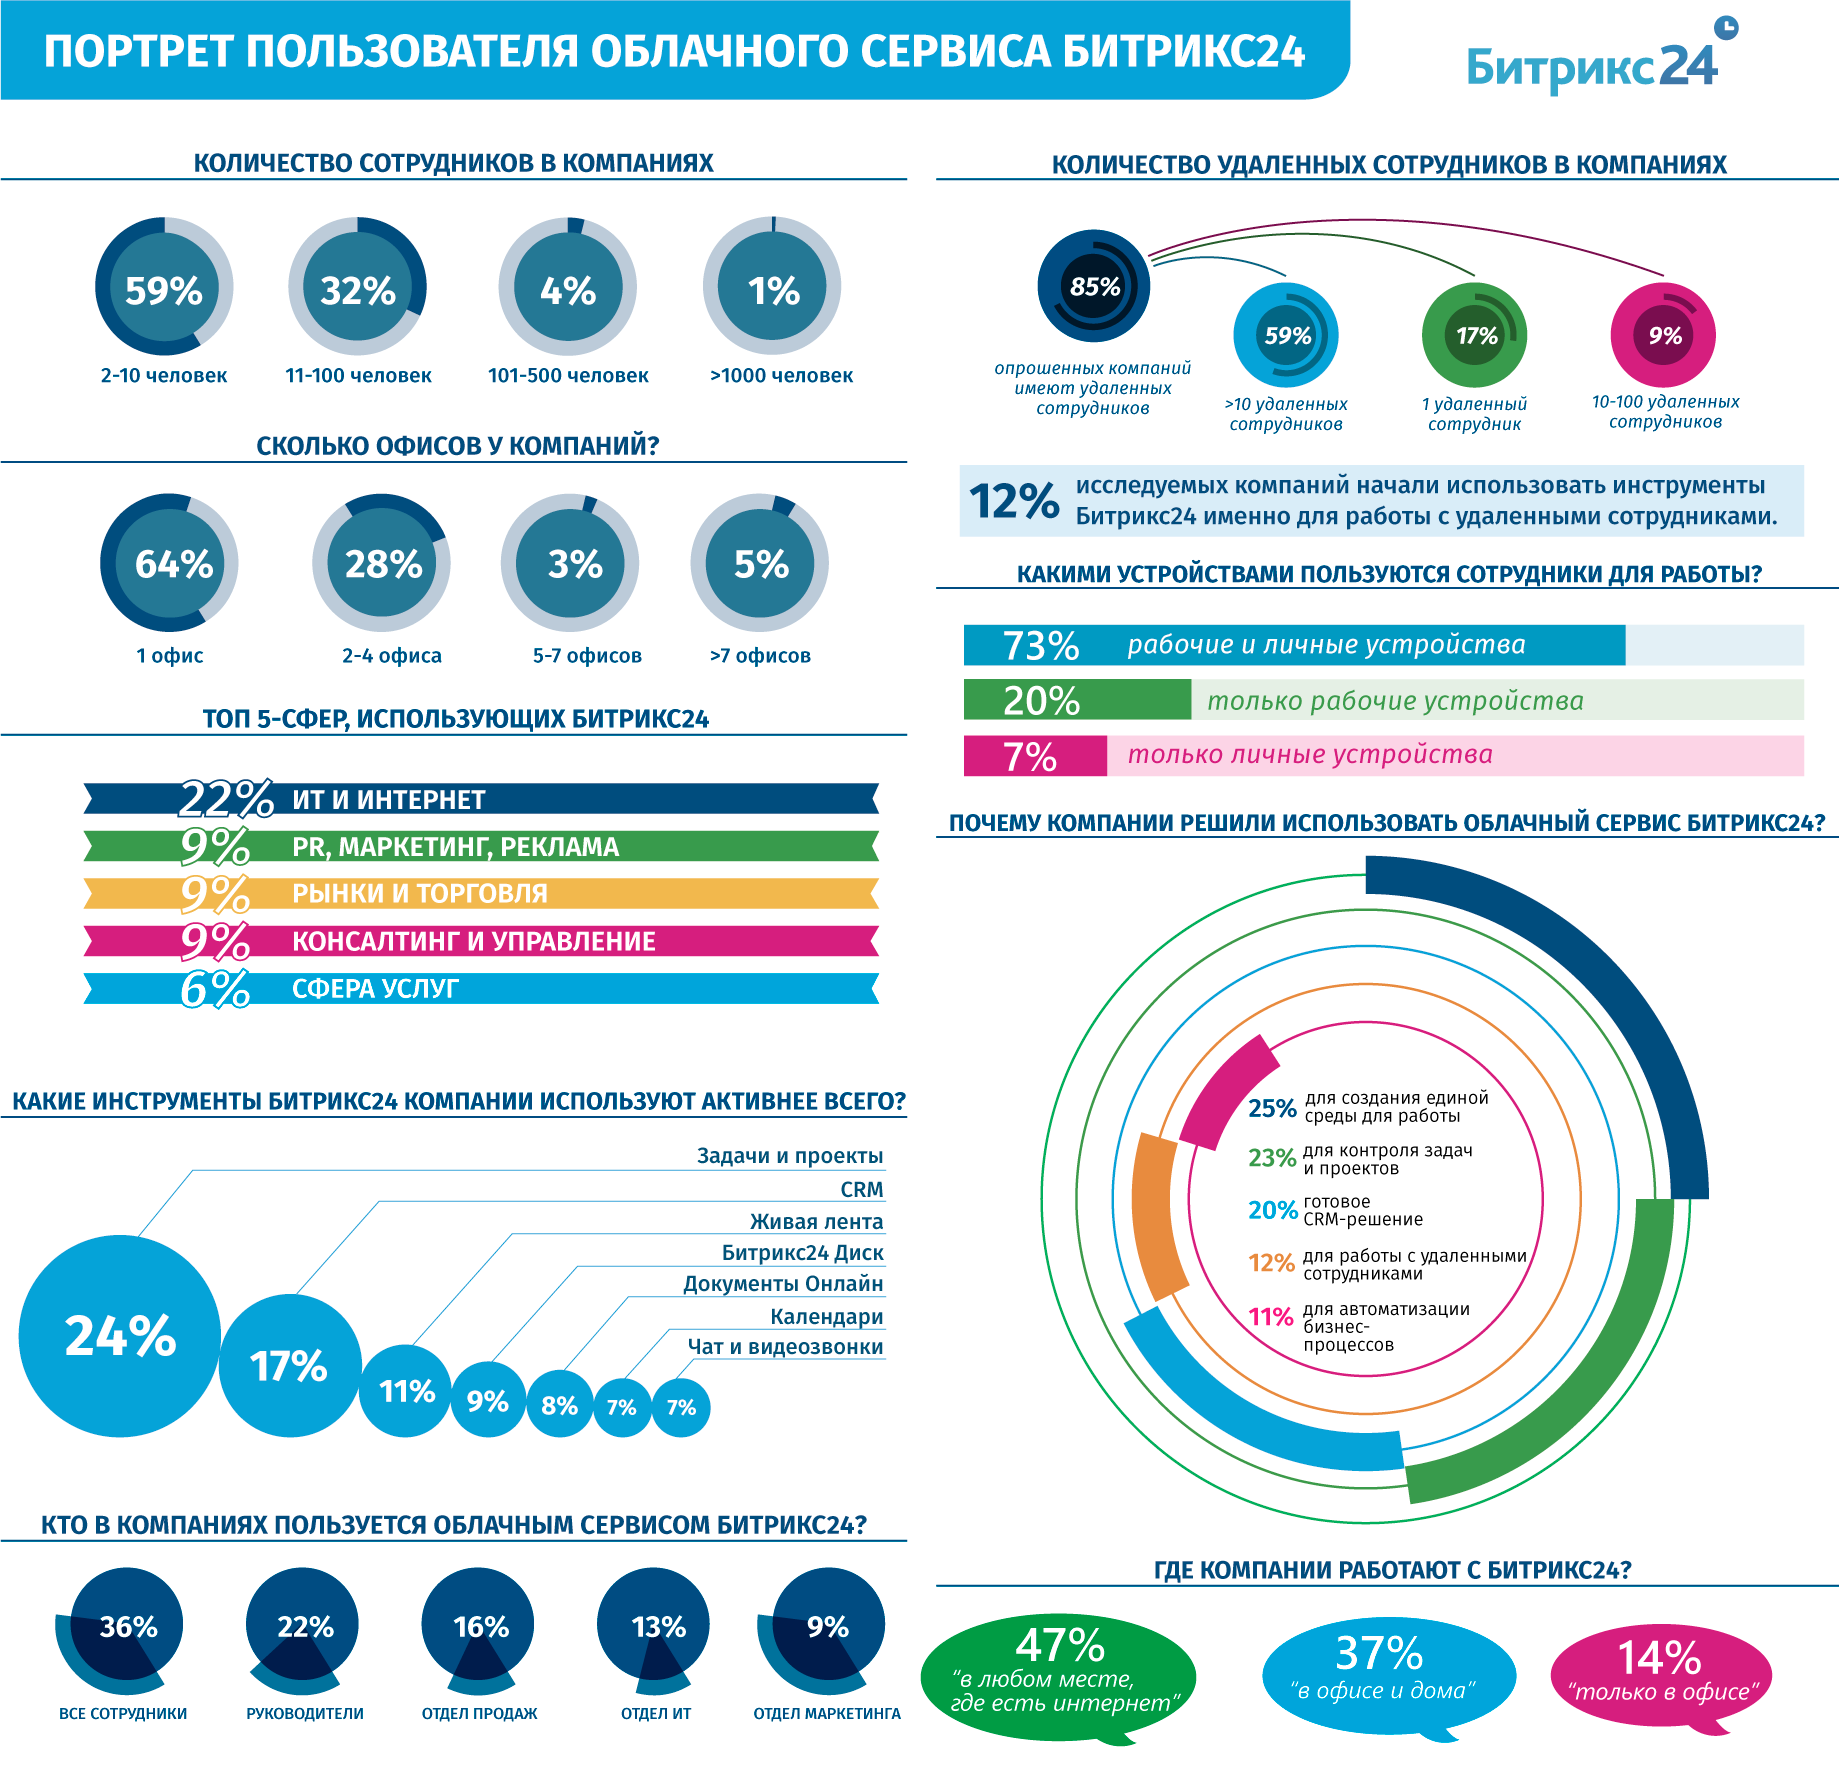 ПОРТРЕТ ПОЛЬЗОВАТЕЛЯ ОБЛАЧНОГО СЕРВИСА БИТРИКС24
Битрикс24
КОЛИЧЕСТВО СОТРУДНИКОВ В КОМПАНИЯХ
59%
32%
4%
1%
2-10 человек
11-100 человек
101-500 человек
>1000 человек
СКОЛЬКО ОФИСОВ У КОМПАНИЙ?
64%
28%
3%
5%
1 офис
2-4 офиса
5-7 офисов
>7 офисов
ТОП 5-СФЕР, ИСПОЛЬЗУЮЩИХ БИТРИКС24
22% ИТ И ИНТЕРНЕТ
9% PR, МАРКЕТИНГ, РЕКЛАМА
9% РЫНКИ И ТОРГОВЛЯ
9% КОНСАЛТИНГ И УПРАВЛЕНИЕ
6% СФЕРА УСЛУГ
КАКИЕ ИНСТРУМЕНТЫ БИТРИКС24 КОМПАНИИ ИСПОЛЬЗУЮТ АКТИВНЕЕ ВСЕГО?
Задачи и проекты
CRM
Живая лента
Битрикс24 Диск
Документы Онлайн
Календари
Чат и видеозвонки
24%
17%
11%
9%
8%
7%
7%
КТО В КОМПАНИЯХ ПОЛЬЗУЕТСЯ ОБЛАЧНЫМ СЕРВИСОМ БИТРИКС24?
36%
22%
16%
13%
9%
ВСЕ СОТРУДНИКИ
РУКОВОДИТЕЛИ
ОТДЕЛ ПРОДАЖ
ОТДЕЛ ИТ
ОТДЕЛ МАРКЕТИНГА
КОЛИЧЕСТВО УДАЛЕННЫХ СОТРУДНИКОВ В КОМПАНИЯХ
85%
59%
17%
9%
опрошенных компаний
имеют удаленных
сотрудников
>10 удаленных
сотрудников
1 удаленный
сотрудник
10-100 удаленных
сотрудников
12%
исследуемых компаний начали использовать инструменты
Битрикс24 именно для работы с удаленными сотрудниками.
КАКИМИ УСТРОЙСТВАМИ ПОЛЬЗУЮТСЯ СОТРУДНИКИ ДЛЯ РАБОТЫ?
73% рабочие и личные устройства
20% только рабочие устройства
7% только личные устройства
ПОЧЕМУ КОМПАНИИ РЕШИЛИ ИСПОЛЬЗОВАТЬ ОБЛАЧНЫЙ СЕРВИС БИТРИКС24?
25% для создания единой
среды для работы
23% для контроля задач
и проектов
20% готовое
CRM-решение
12% для работы с удаленными
сотрудниками
11% для автоматизации
бизнес-
процессов
ГДЕ КОМПАНИИ РАБОТАЮТ С БИТРИКС24?
47%
“в любом месте,
где есть интернет”
37%
“в офисе и дома”
14%
“только в офисе”